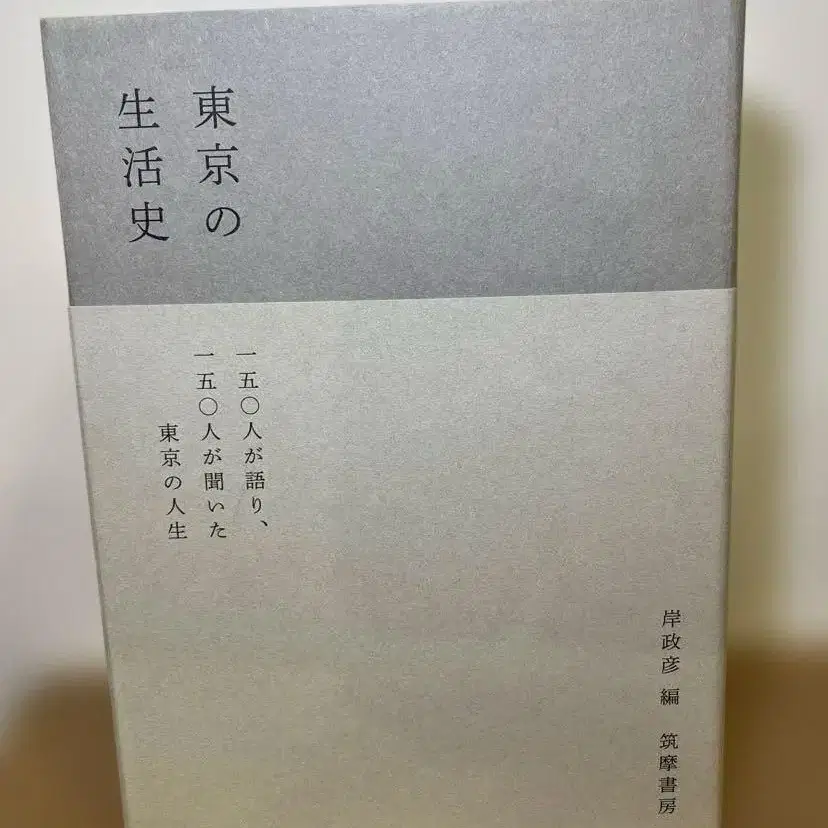 東京の
生活史
一五〇人が語り、
一五〇人が聞いた
東京の人生
岸政彦 編 筑摩書房